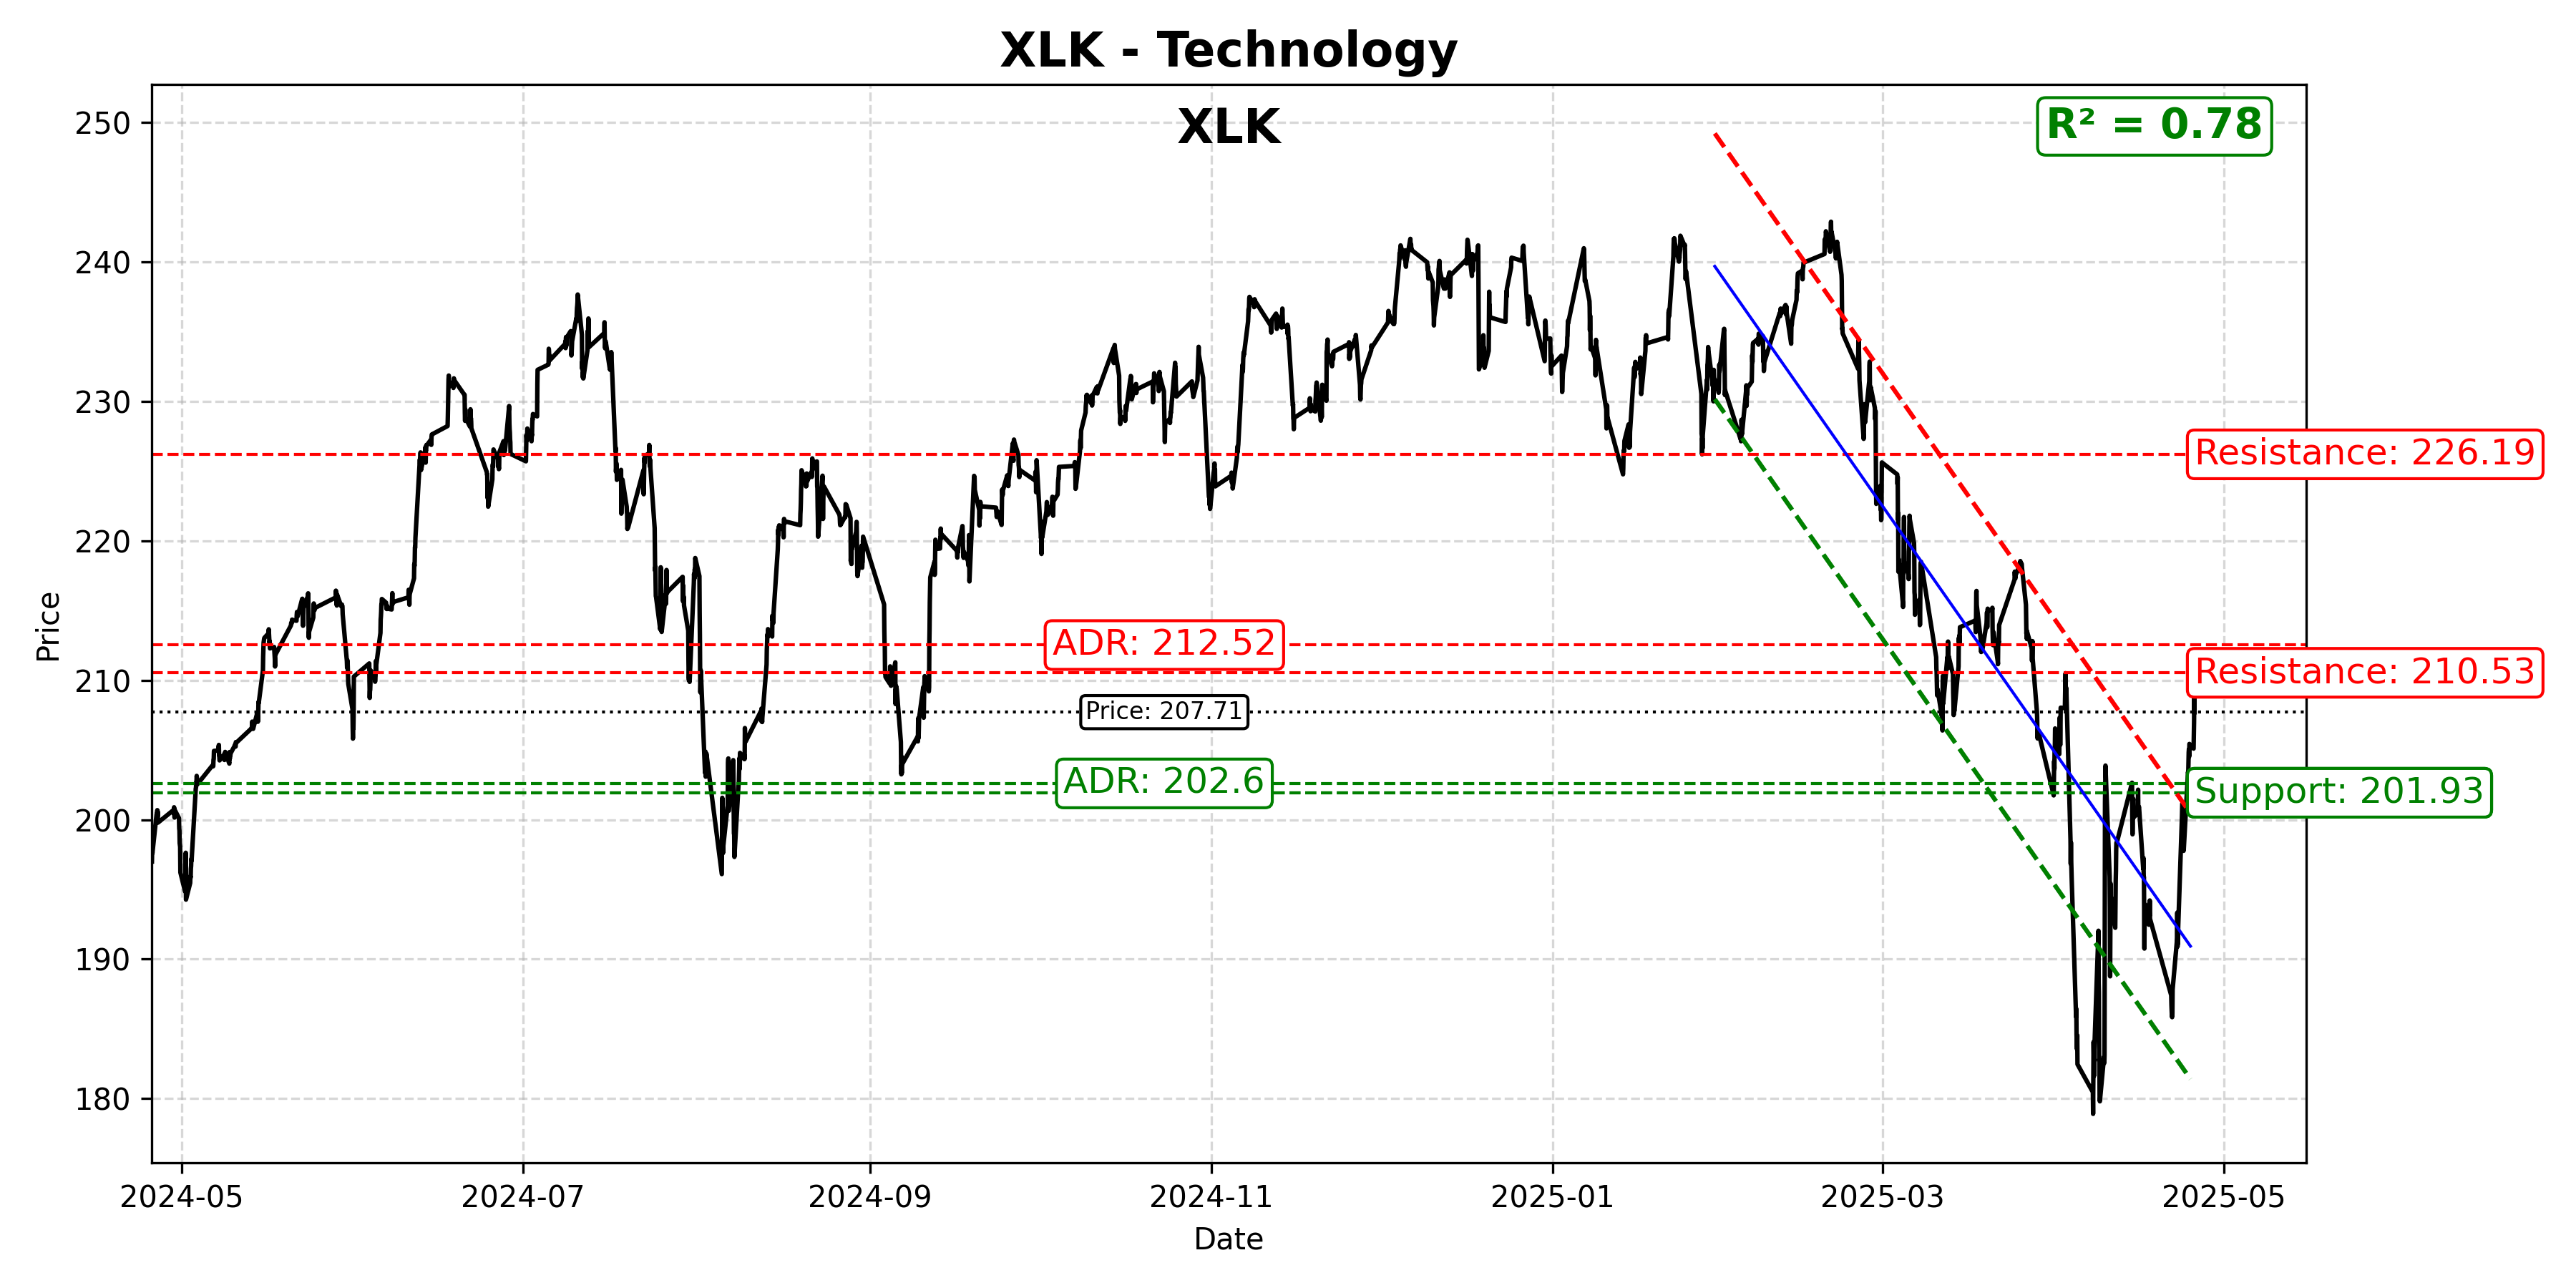 XLK - Technology
XLK
R² = 0.78
250
240
230
220
210
200
190
180
Price
Resistance: 226.19
ADR: 212.52
Resistance: 210.53
Price: 207.71
ADR: 202.6
Support: 201.93
2024-05
2024-07
2024-09
2024-11
2025-01
2025-03
2025-05
Date